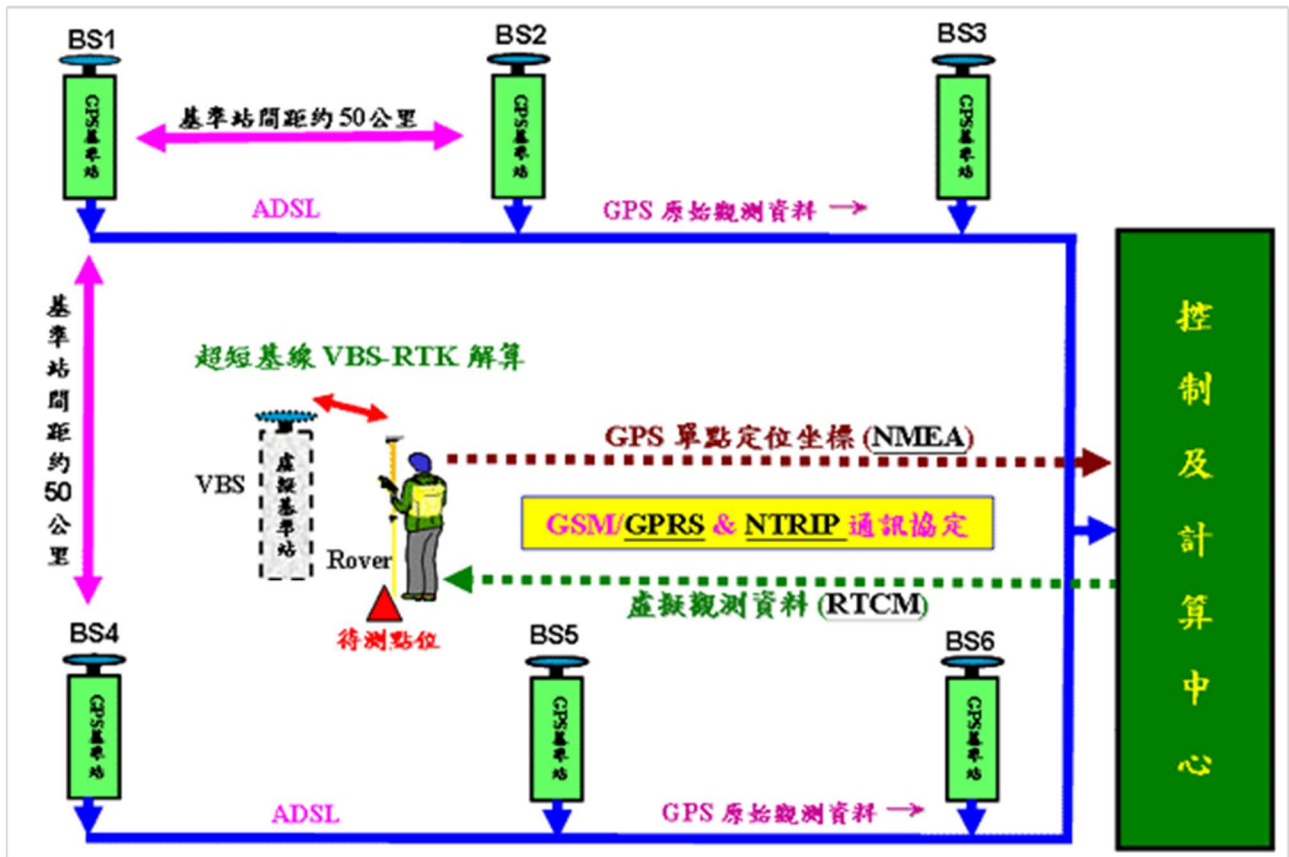 BS1
BS2
BS3
GPS基準站
GPS基準站
GPS基準站
基準站間距約 50 公里
ADSL
GPS 原始觀測資料 →
基準站間距約50公里
超短基線 VBS-RTK 解算
VBS
虛擬基準站
Rover
待測點位
GPS 單點定位坐標 (NMEA)
GSM/GPRS & NTRIP 通訊協定
虛擬觀測資料 (RTCM)
控制及計算中心
BS4
BS5
BS6
GPS基準站
GPS基準站
GPS基準站
ADSL
GPS 原始觀測資料 →